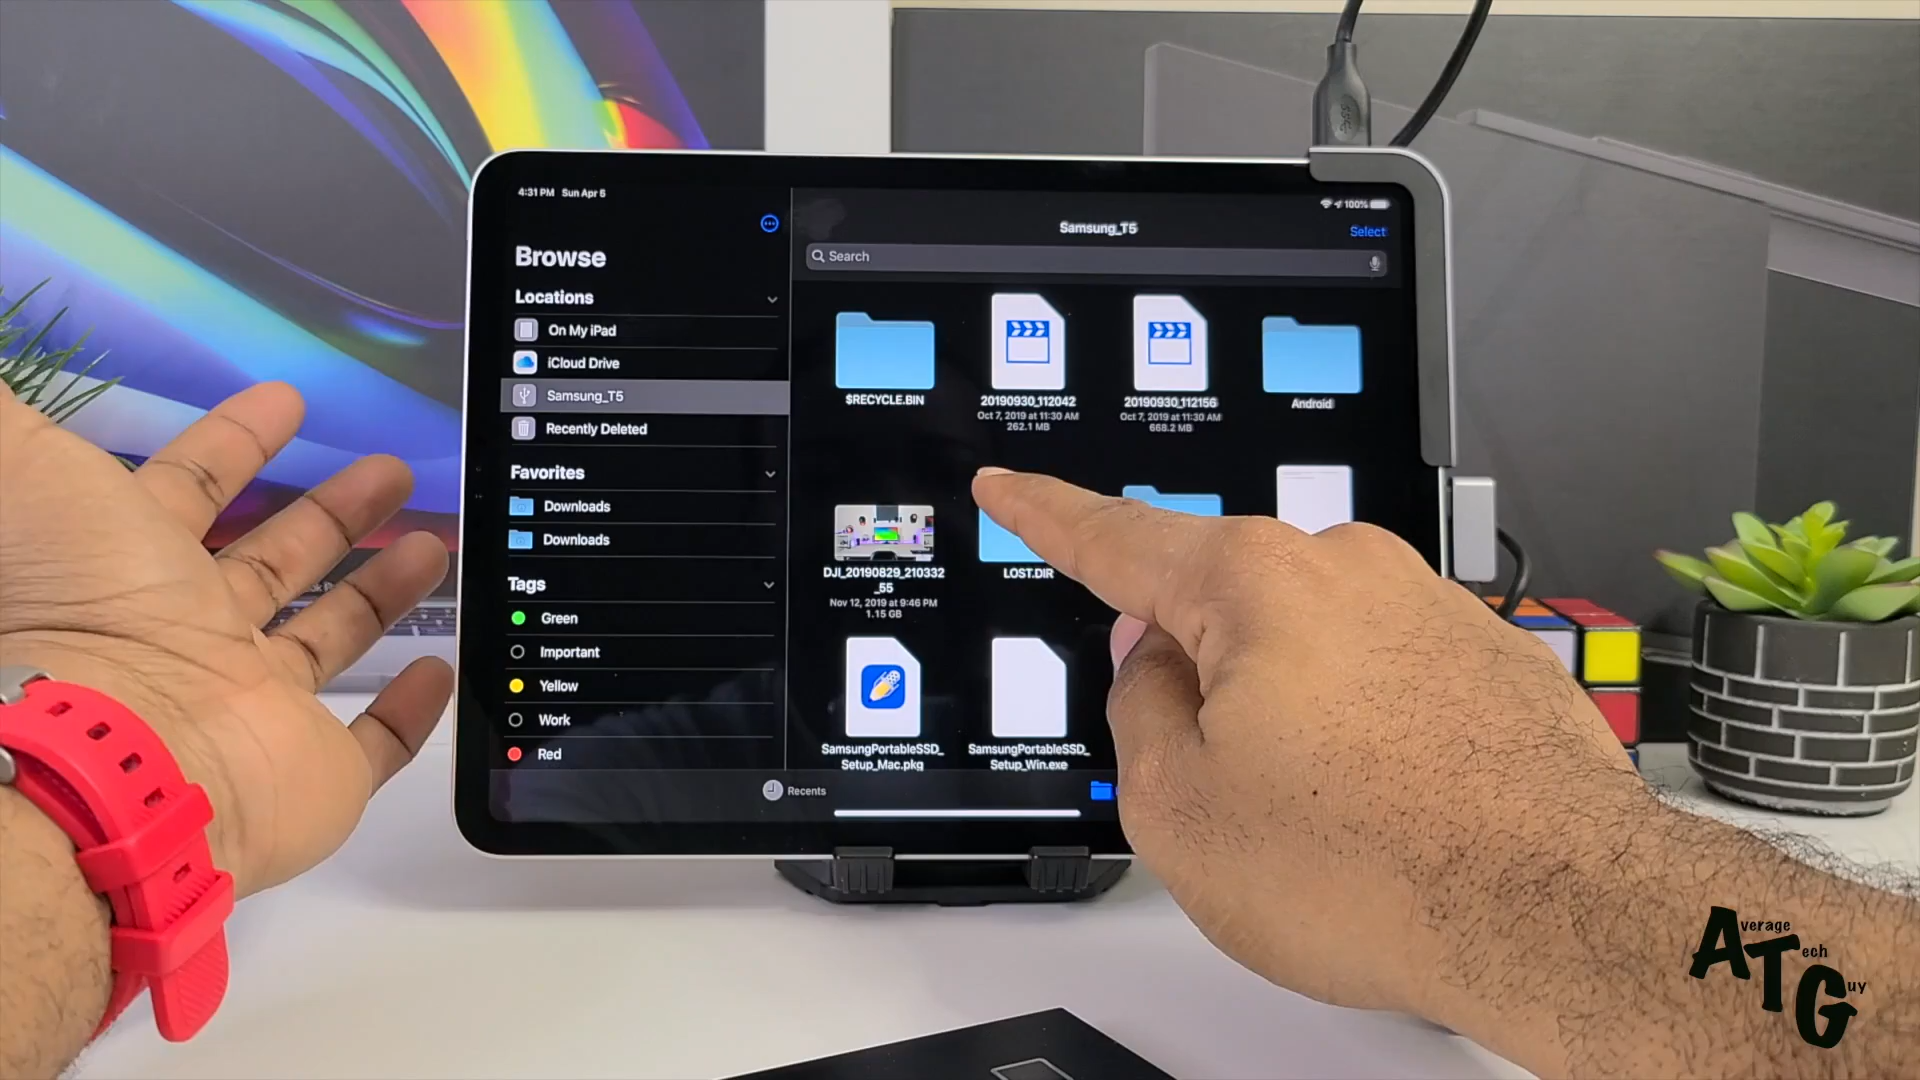 4:31 PM Sun Apr 5
100%
Browse
Locations
On My iPad
iCloud Drive
Samsung_T5
Recently Deleted
Favorites
Downloads
Downloads
Tags
Green
Important
Yellow
Work
Red
Samsung_T5
Select
Search
$RECYCLE.BIN
20190930_112042
Oct 7, 2019 at 11:30 AM
262.1 MB
20190930_112156
Oct 7, 2019 at 11:30 AM
668.2 MB
Android
DJI_20190829_210332
_55
Nov 12, 2019 at 9:46 PM
1.15 GB
LOST.DIR
SamsungPortableSSD_
Setup_Mac.pkg
SamsungPortableSSD_
Setup_Win.exe
Recents
Average
Tech
Guy